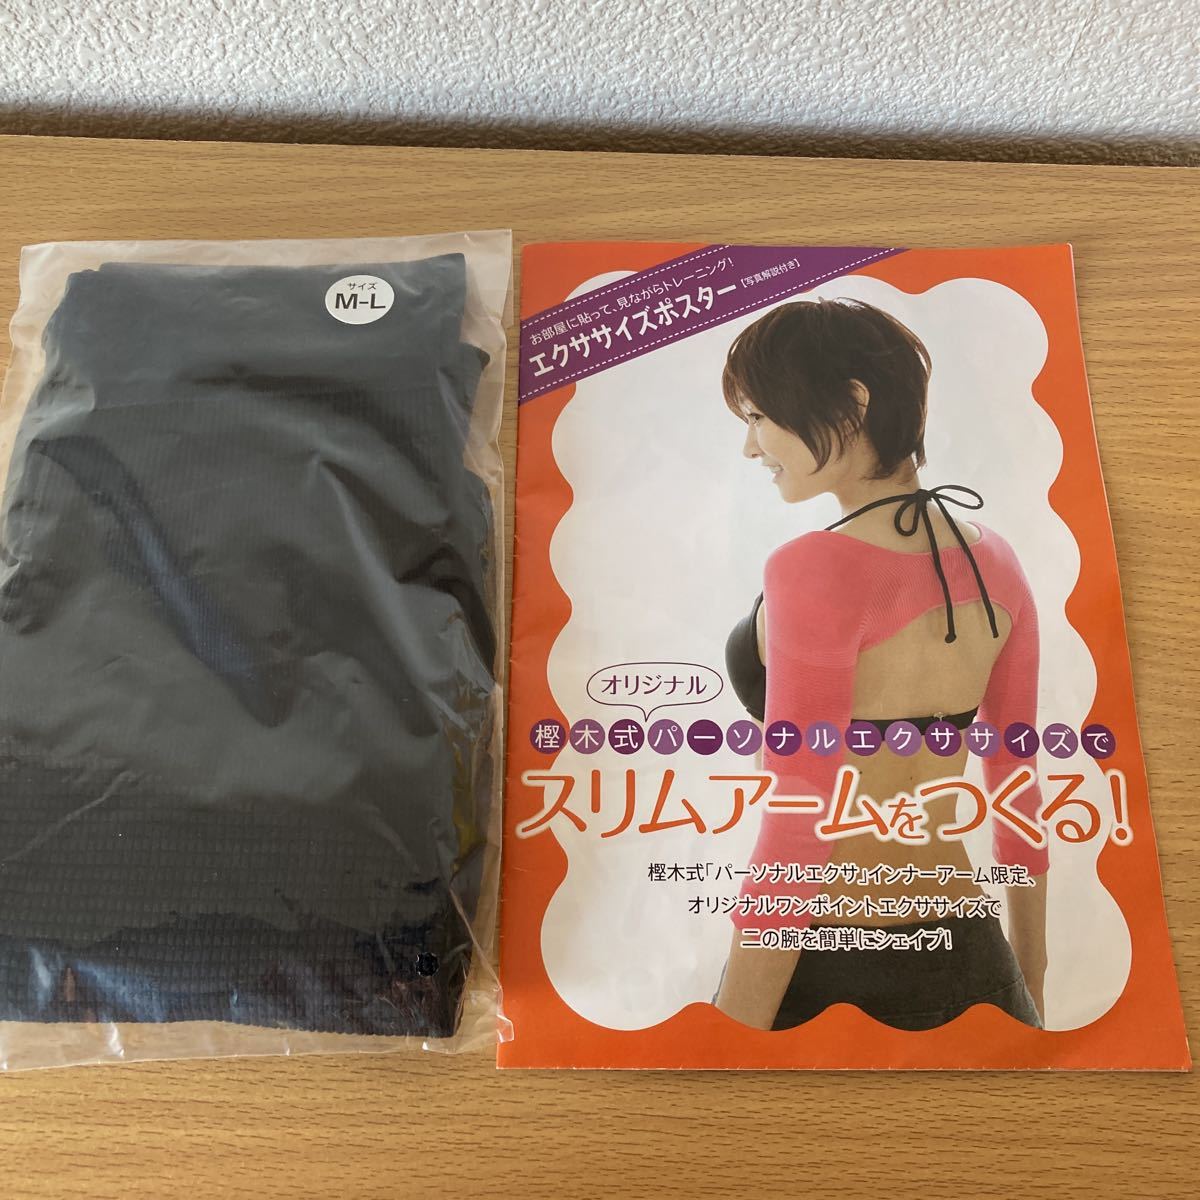 サイズ
M-L
お部屋に貼って、見ながらトレーニング!
エクササイズポスター【写真解説付き】
オリジナル
樫木式パーソナルエクササイズで
スリムアームをつくる!
樫木式「パーソナルエクサ」インナーアーム限定、
オリジナルワンポイントエクササイズで
二の腕を簡単にシェイプ!